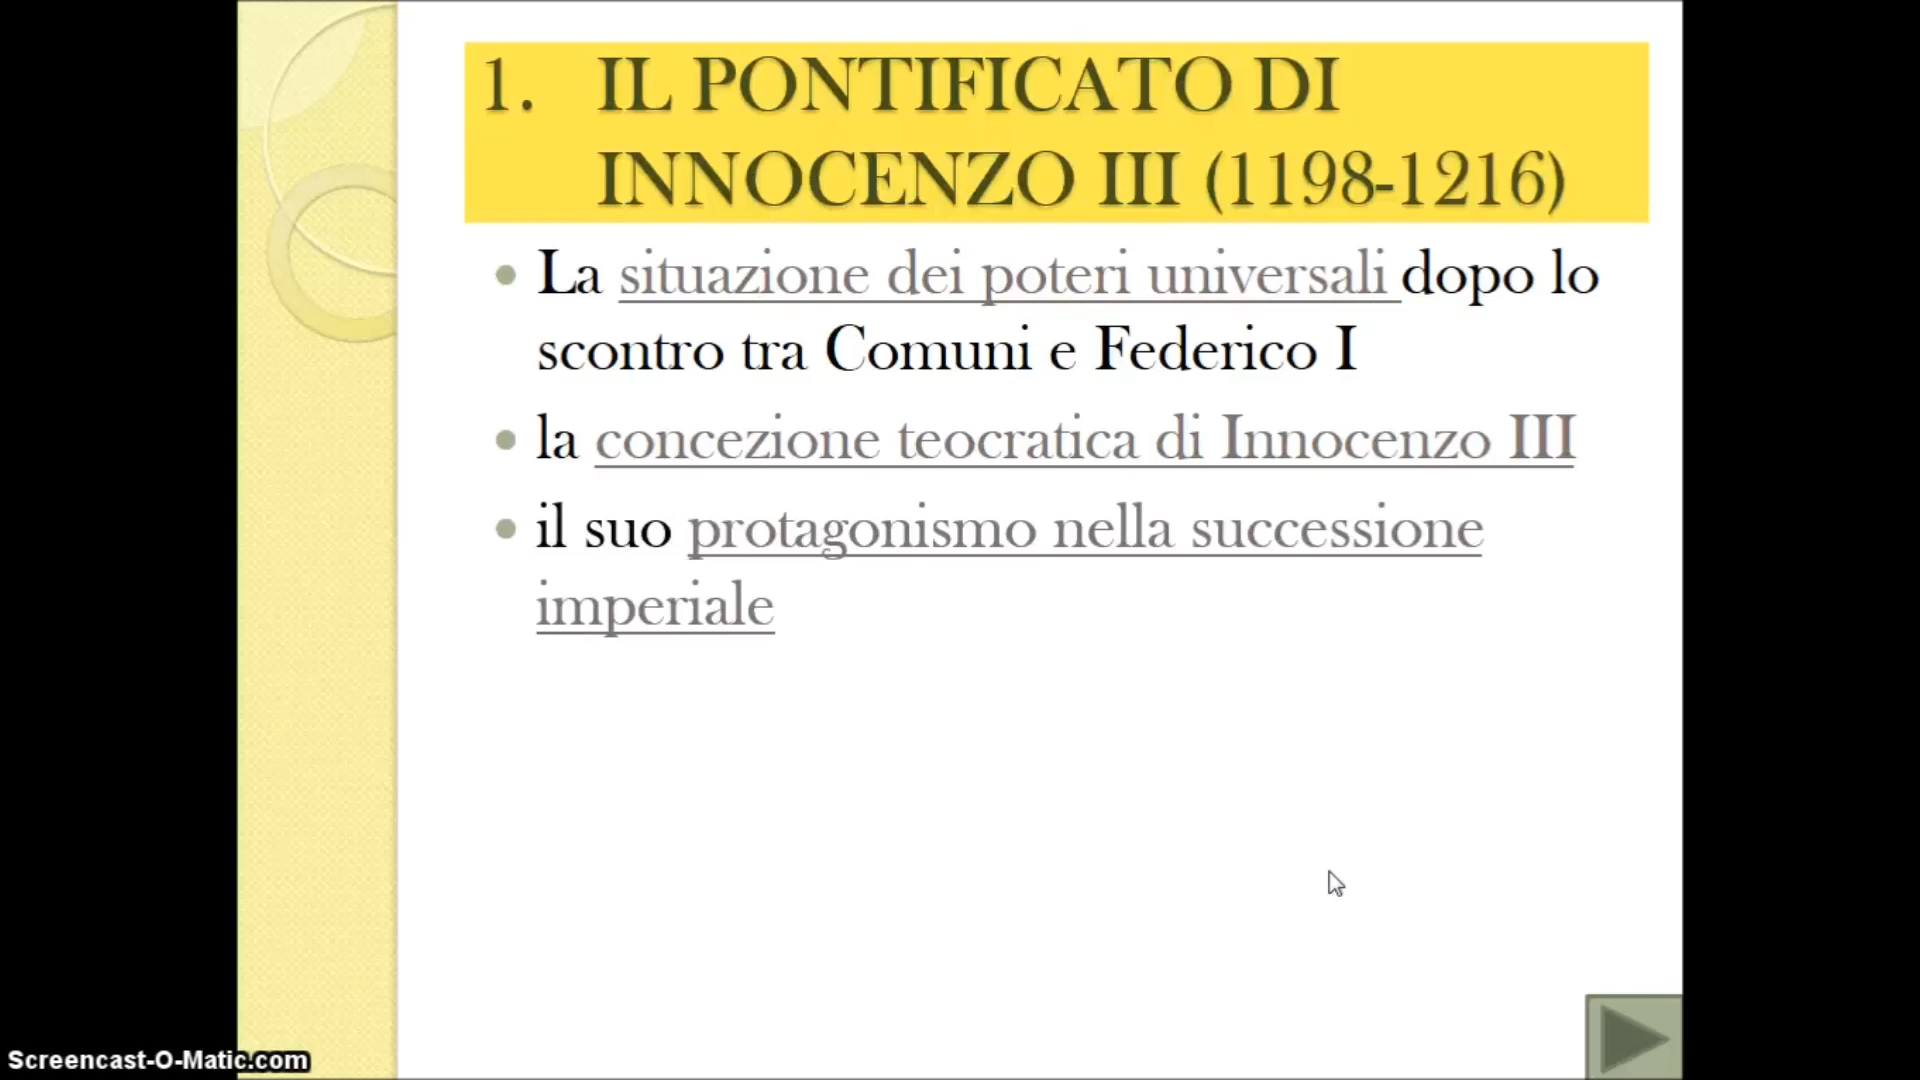 1. IL PONTIFICATO DI
INNOCENZO III (1198-1216)
• La situazione dei poteri universali dopo lo
scontro tra Comuni e Federico I
• la concezione teocratica di Innocenzo III
• il suo protagonismo nella successione
imperiale
Screencast-O-Matic.com